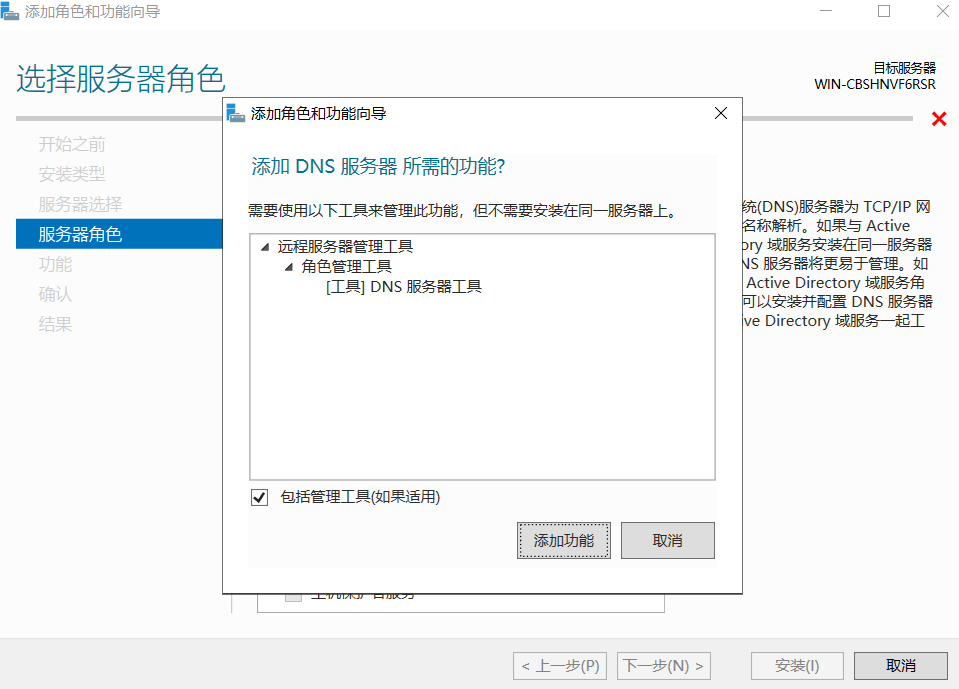 添加角色和功能向导
选择服务器角色
目标服务器
WIN-CBSHNVF6RSR
开始之前
安装类型
服务器选择
服务器角色
功能
确认
结果
添加角色和功能向导
添加 DNS 服务器 所需的功能?
需要使用以下工具来管理此功能，但不需要安装在同一服务器上。
远程服务器管理工具
角色管理工具
[工具] DNS 服务器工具
包括管理工具(如果适用)
添加功能
取消
统(DNS)服务器为 TCP/IP 网
名称解析。如果与 Active
ory 域服务安装在同一服务器
NS 服务器将更易于管理。如
Active Directory 域服务角
可以安装并配置 DNS 服务器
ive Directory 域服务一起工
< 上一步(P)
下一步(N) >
安装(I)
取消